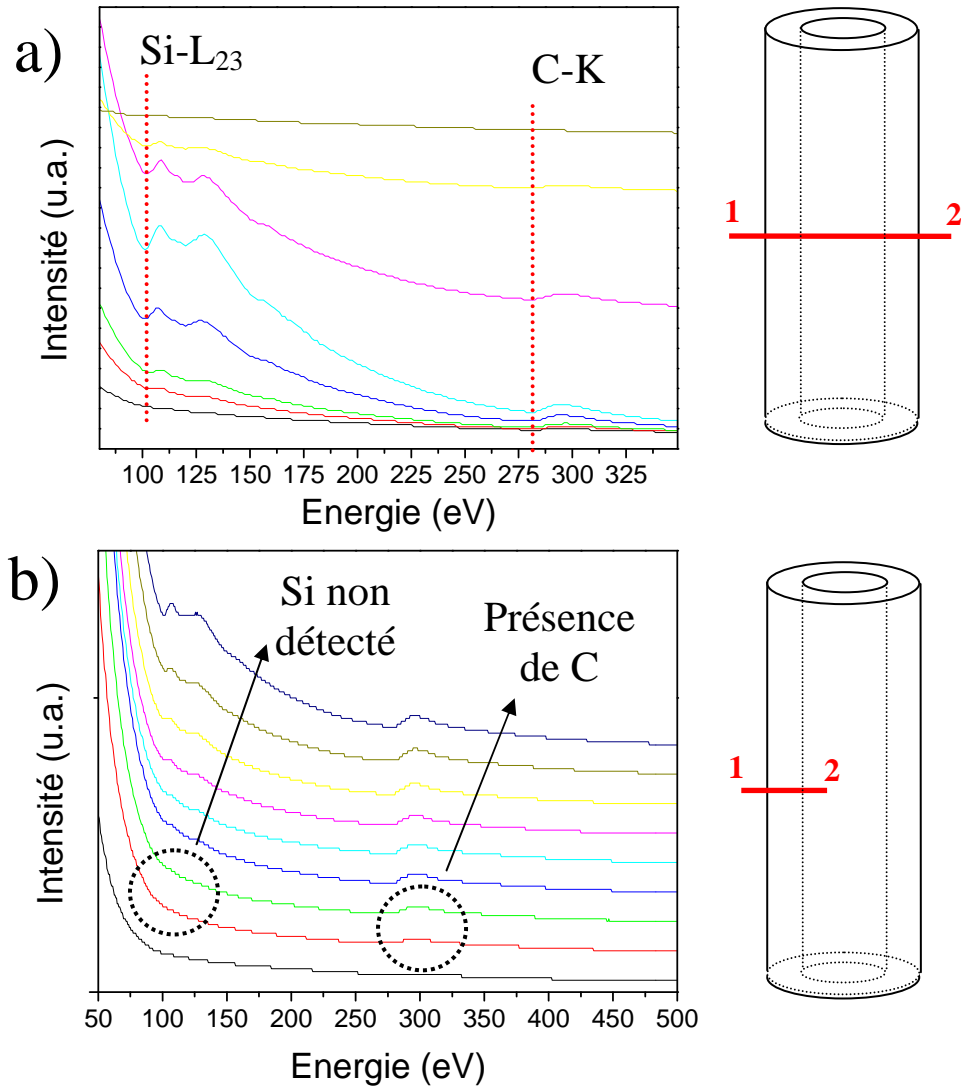 a)
Si-L₂₃
C-K
Intensité (u.a.)
100 125 150 175 200 225 250 275 300 325
Energie (eV)
1
2
b)
Si non
détecté
Présence
de C
Intensité (u.a.)
50 100 150 200 250 300 350 400 450 500
Energie (eV)
1
2